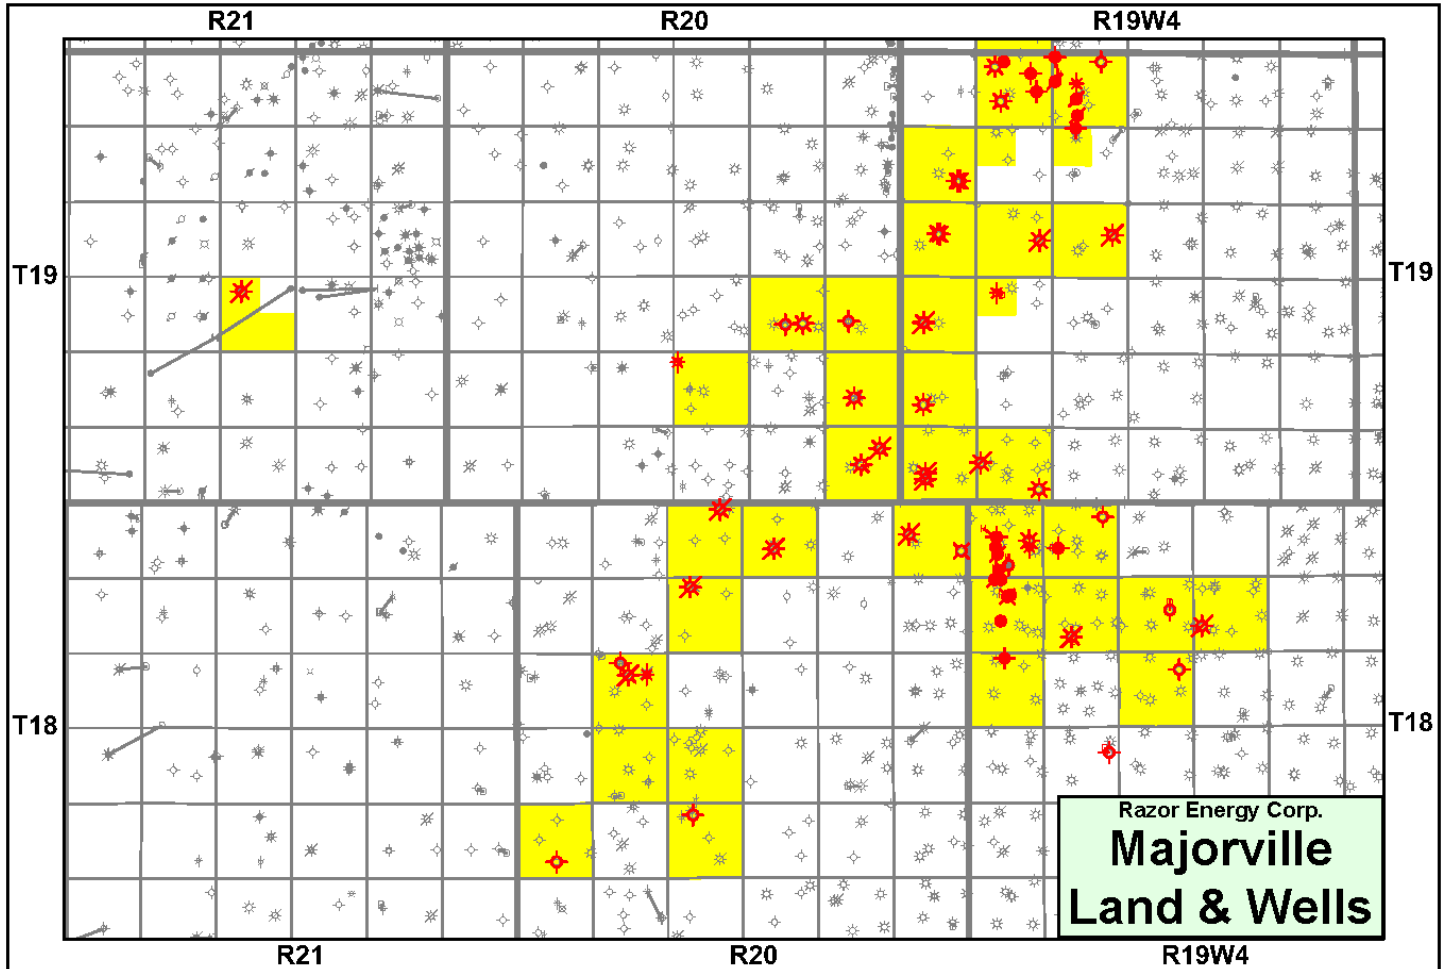 R21 R20 R19W4
T19 T19
T18 T18
Razor Energy Corp.
Majorville
Land & Wells
R21 R20 R19W4